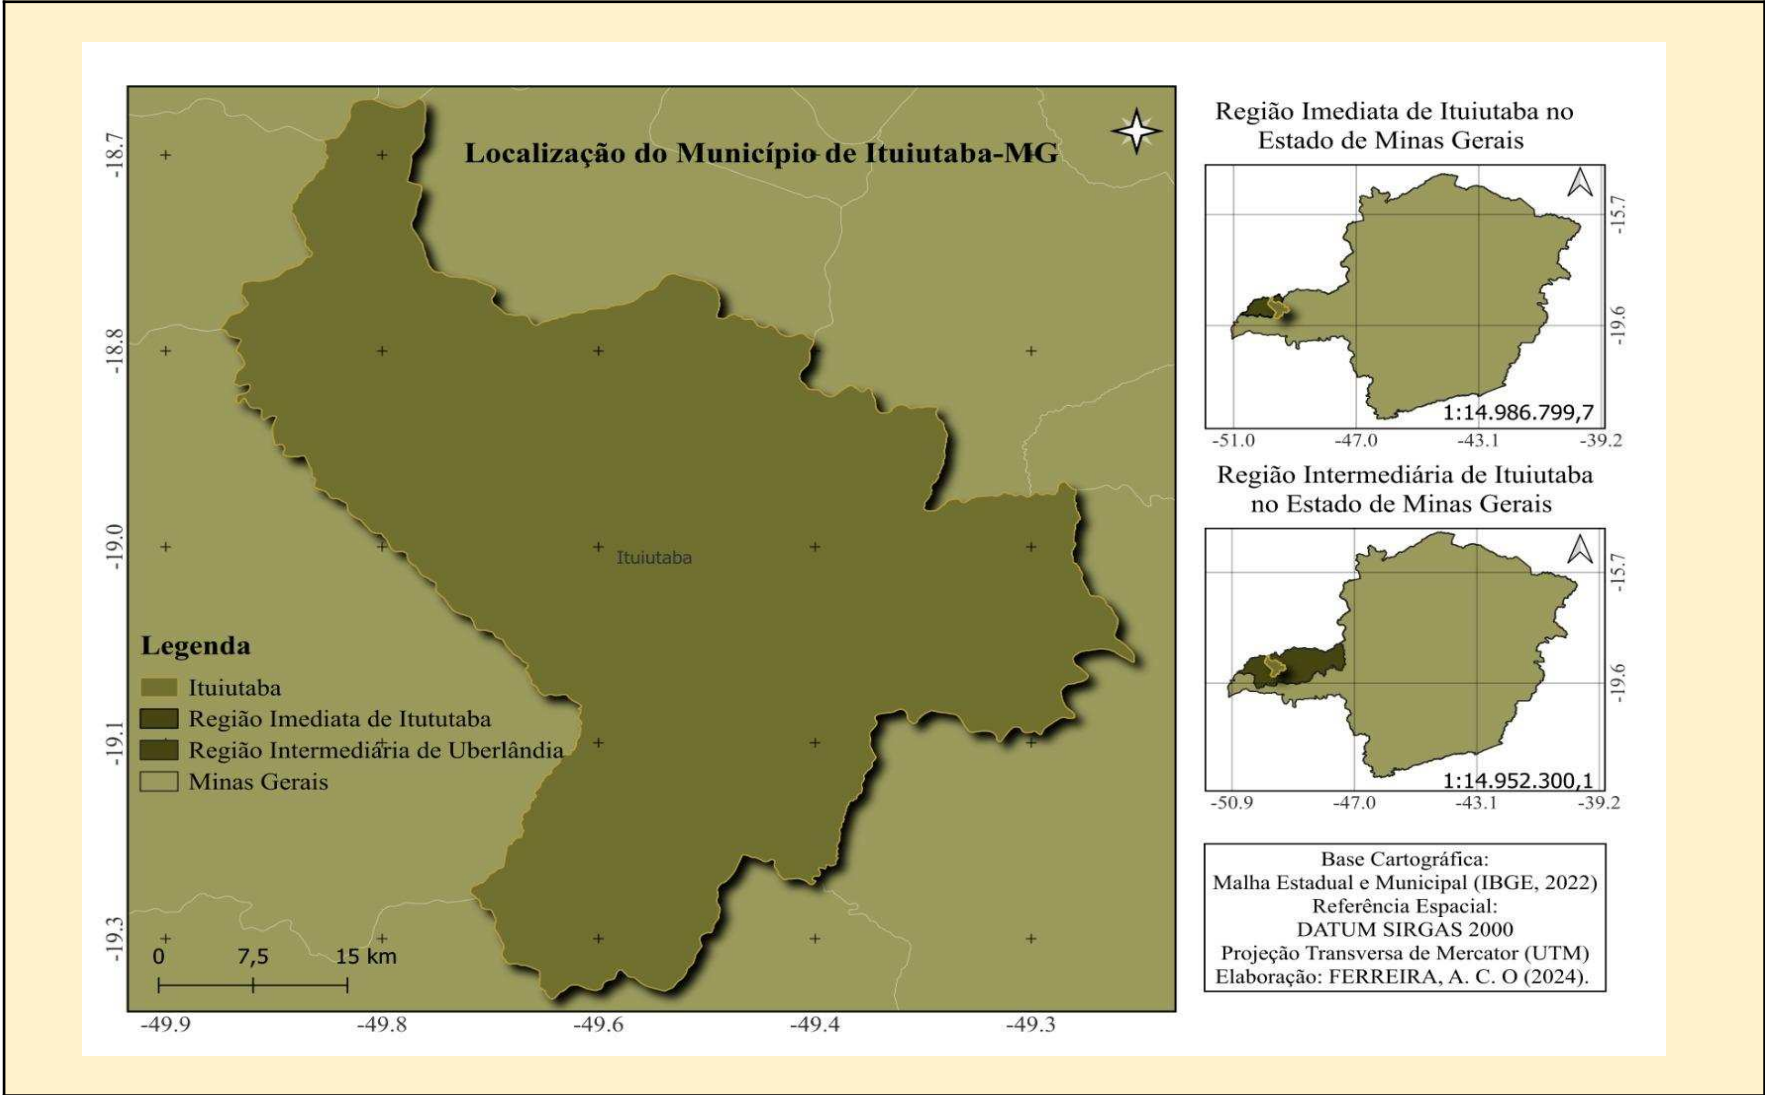 Localização do Município de Ituiutaba-MG
-18.7
-18.8
-19.0
-19.1
-19.3
Ituiutaba
Legenda
Ituiutaba
Região Imediata de Itututaba
Região Intermediária de Uberlândia
Minas Gerais
0 7,5 15 km
-49.9 -49.8 -49.6 -49.4 -49.3
Região Imediata de Ituiutaba no
Estado de Minas Gerais
-15.7
-19.6
1:14.986.799,7
-51.0 -47.0 -43.1 -39.2
Região Intermediária de Ituiutaba
no Estado de Minas Gerais
-15.7
-19.6
1:14.952.300,1
-50.9 -47.0 -43.1 -39.2
Base Cartográfica:
Malha Estadual e Municipal (IBGE, 2022)
Referência Espacial:
DATUM SIRGAS 2000
Projeção Transversa de Mercator (UTM)
Elaboração: FERREIRA, A. C. O (2024).